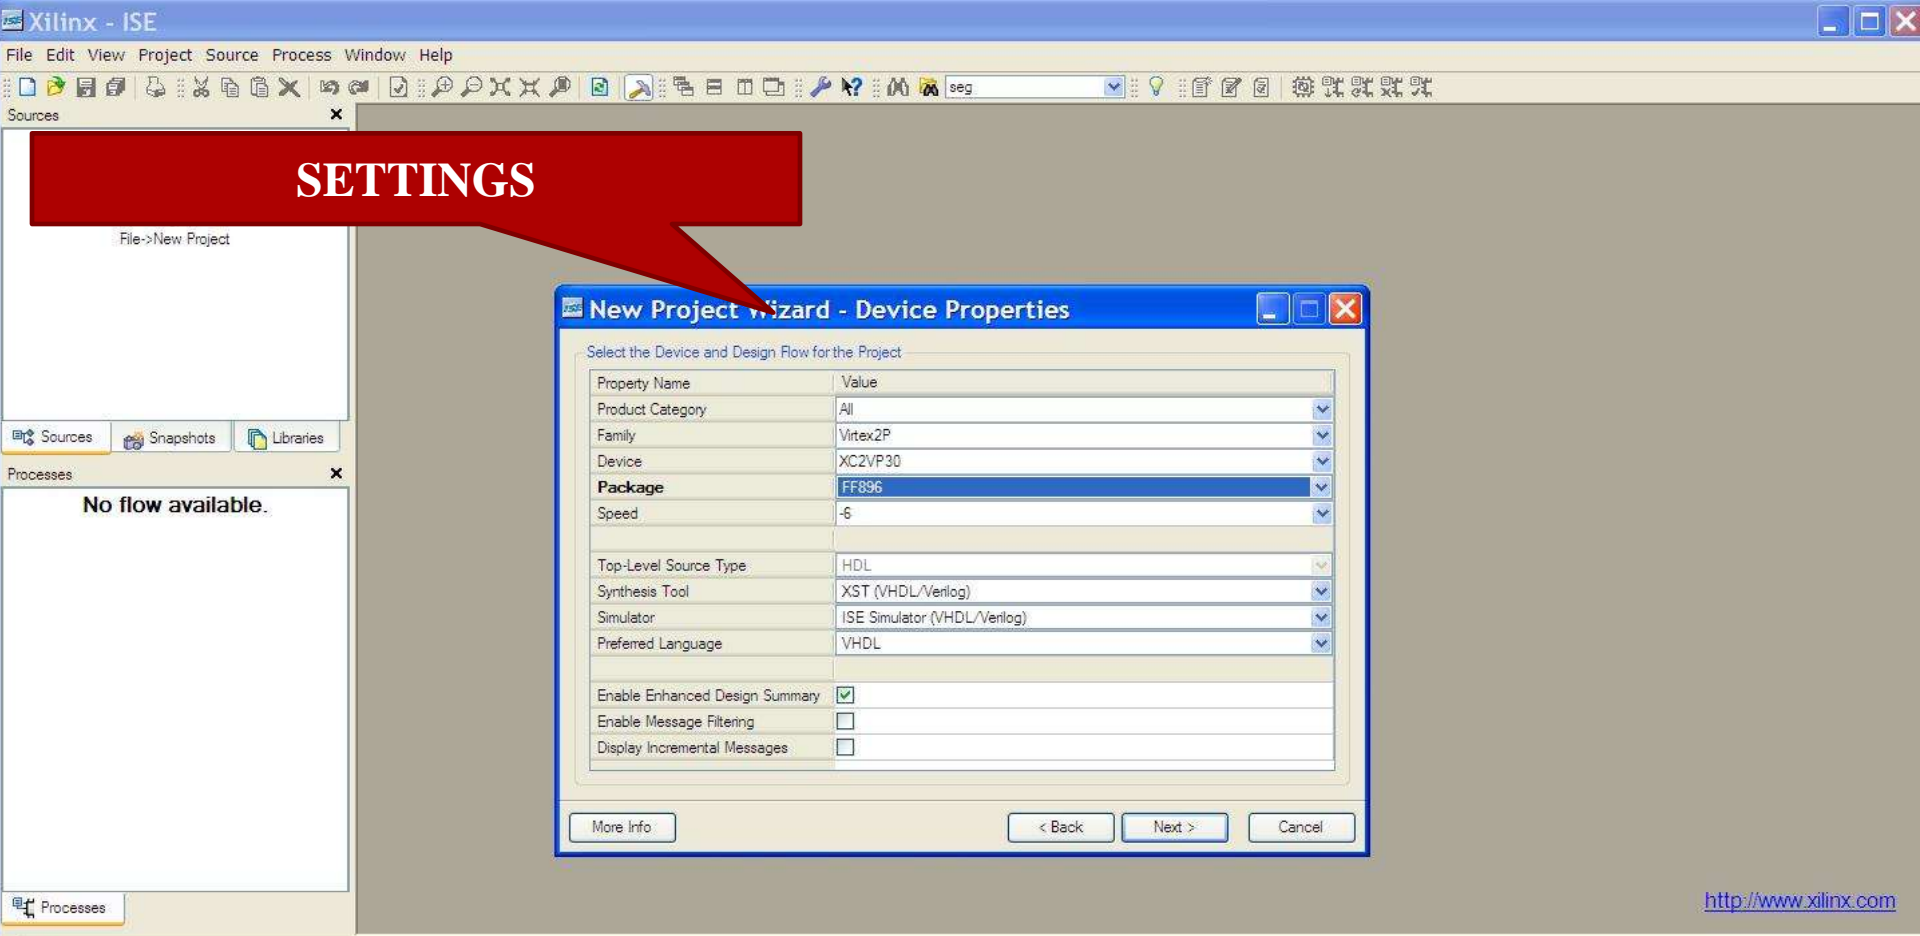 Xilinx - ISE
File Edit View Project Source Process Window Help
seg
Sources
SETTINGS
File->New Project
Sources Snapshots Libraries
Processes
No flow available.
Processes
New Project Wizard - Device Properties
Select the Device and Design Flow for the Project
Property Name Value
Product Category All
Family Virtex2P
Device XC2VP30
Package FF896
Speed -6
Top-Level Source Type HDL
Synthesis Tool XST (VHDL/Verilog)
Simulator ISE Simulator (VHDL/Verilog)
Preferred Language VHDL
Enable Enhanced Design Summary
Enable Message Filtering
Display Incremental Messages
More Info < Back Next > Cancel
http://www.xilinx.com